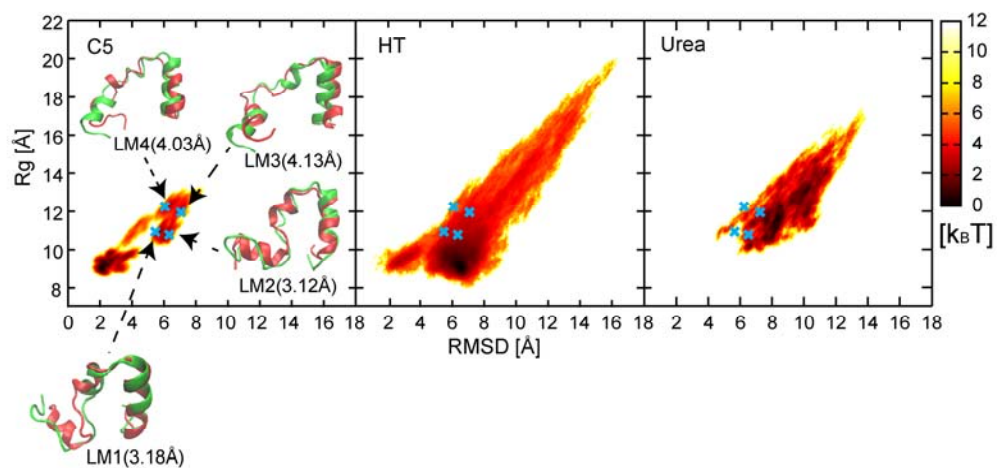 C5
HT
Urea
22
20
18
16
14
12
10
8
Rg [Å]
LM4(4.03Å)
LM3(4.13Å)
LM2(3.12Å)
LM1(3.18Å)
0 2 4 6 8 10 12 14 16 18 2 4 6 8 10 12 14 16 18 2 4 6 8 10 12 14 16 18
RMSD [Å]
12
10
8
6
4
2
0
[kBT]